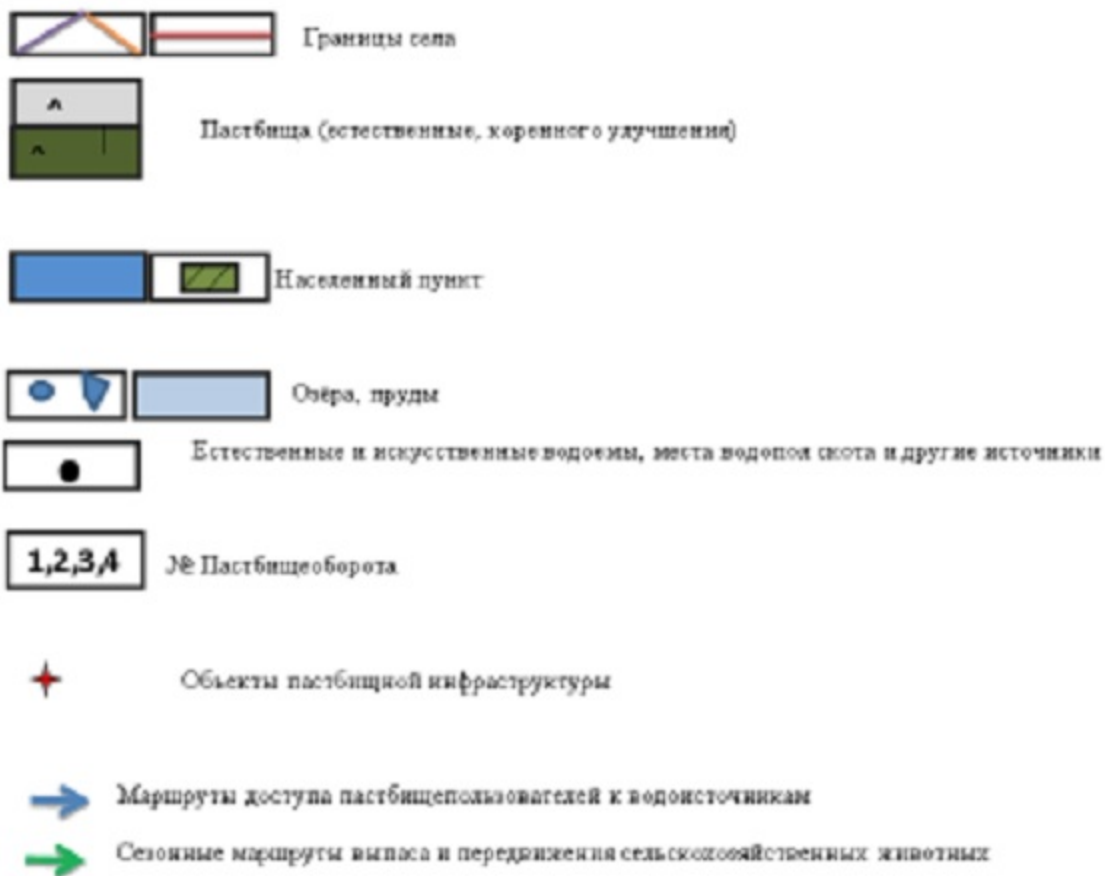 Границы села
Пастбища (естественные, коренного улучшения)
Населенный пункт
Озёра, пруды
Естественные и искусственные водоемы, места водопоя скота и другие источники
1,2,3,4 № Пастбищеоборота
Объекты пастбищной инфраструктуры
Маршруты доступа пастбищепользователей к водоисточникам
Сезонные маршруты выпаса и передвижения сельскохозяйственных животных